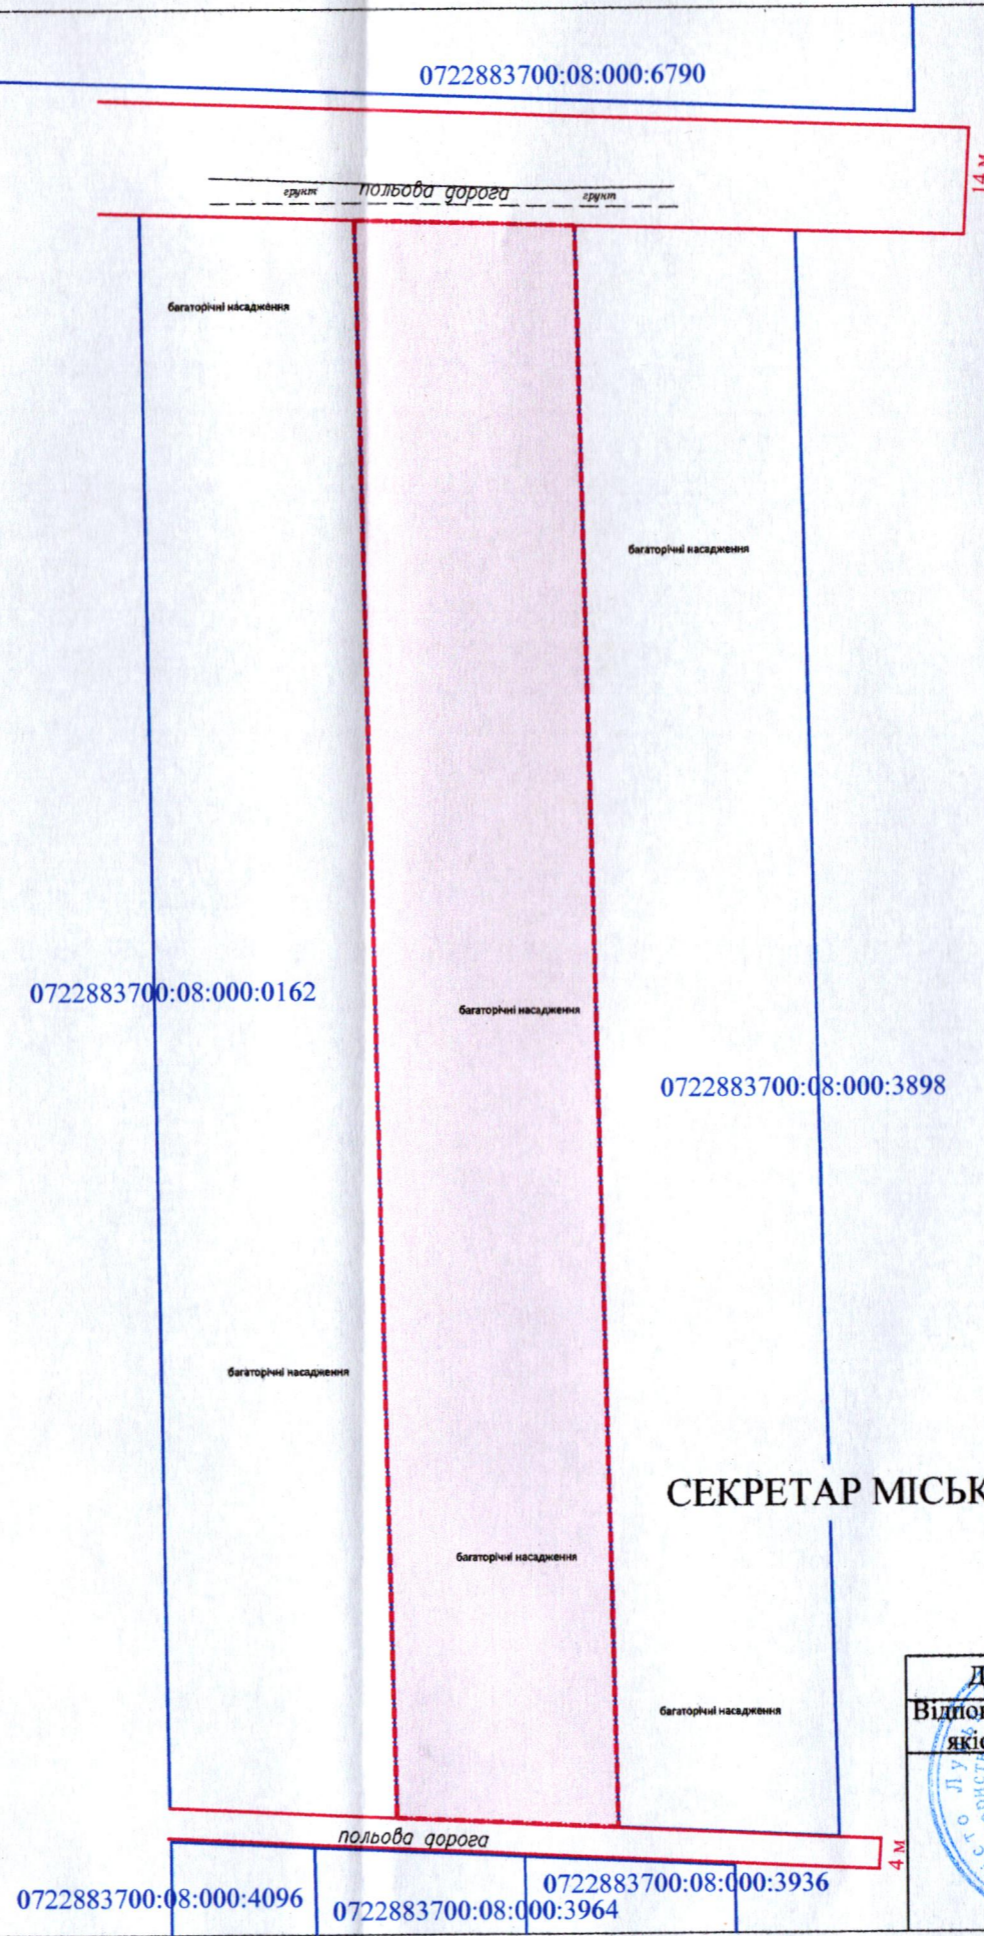 0722883700:08:000:6790
14 м
грунт польова дорога грунт
багаторічні насадження
багаторічні насадження
0722883700:08:000:0162
багаторічні насадження
0722883700:08:000:3898
багаторічні насадження
СЕКРЕТАР МІСЬК
багаторічні насадження
багаторічні насадження
Д
Відпов
якіс
польова дорога
4 м
0722883700:08:000:3936
0722883700:08:000:4096
0722883700:08:000:3964